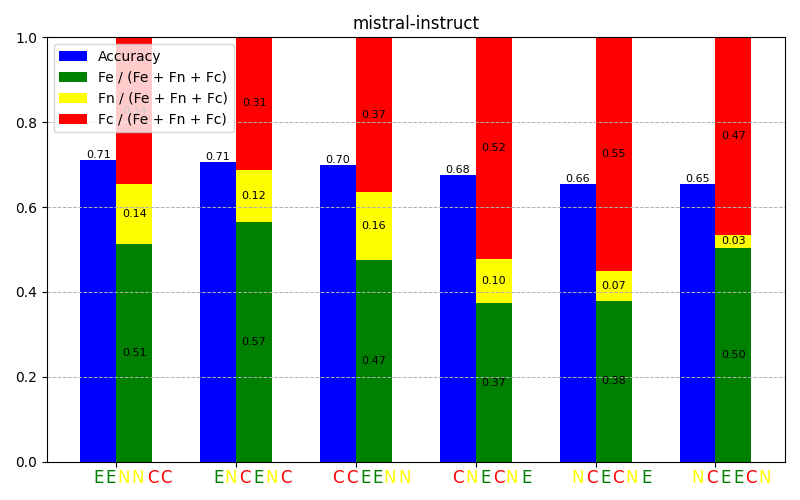 mistral-instruct
1.0
0.8
0.6
0.4
0.2
0.0
Accuracy
Fe / (Fe + Fn + Fc)
Fn / (Fe + Fn + Fc)
Fc / (Fe + Fn + Fc)
0.71 0.14 0.51
0.71 0.31 0.12 0.57
0.70 0.37 0.16 0.47
0.68 0.52 0.10 0.37
0.66 0.55 0.07 0.38
0.65 0.47 0.03 0.50
EENNCC ENCENC CCEENN CNECNE NCECNE NCEECN